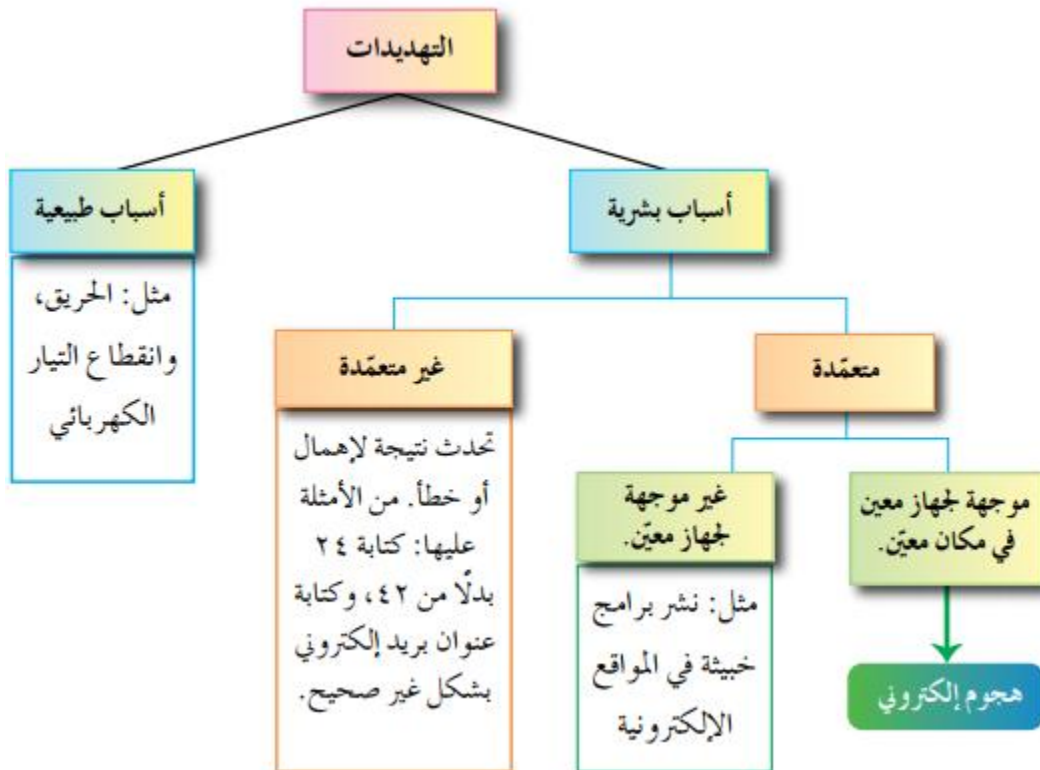 التهديدات
أسباب بشرية
أسباب طبيعية
مثل: الحريق،
وانقطاع التيار
الكهربائي
متعمّدة
غير متعمّدة
تحدث نتيجة لإهمال
أو خطأ. من الأمثلة
عليها: كتابة ٢٤
بدلًا من ٤٢، وكتابة
عنوان بريد إلكتروني
بشكل غير صحيح.
موجهة لجهاز معين
في مكان معيّن.
هجوم إلكتروني
غير موجهة
لجهاز معيّن.
مثل: نشر برامج
خبيثة في المواقع
الإلكترونية